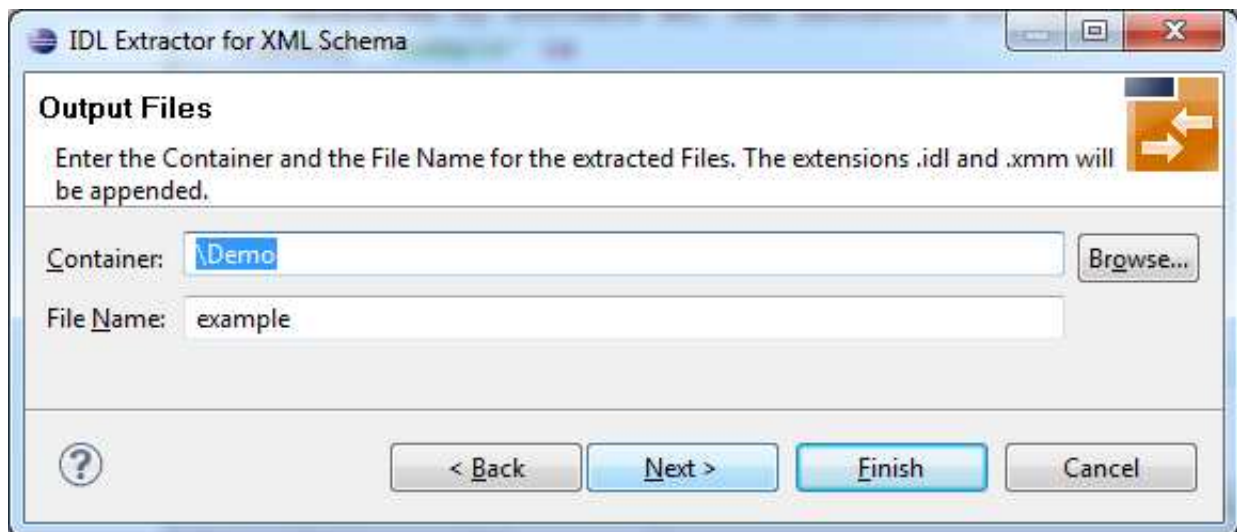 IDL Extractor for XML Schema
Output Files
Enter the Container and the File Name for the extracted Files. The extensions .idl and .xmm will
be appended.
Container: \Demo Browse...
File Name: example
? < Back Next > Finish Cancel